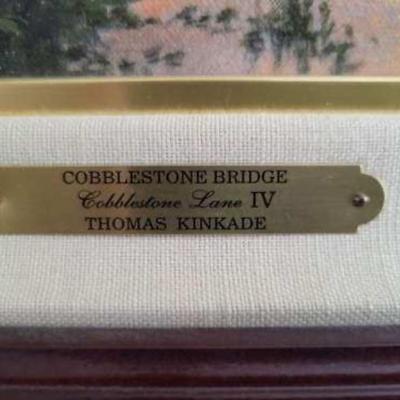 COBBLESTONE BRIDGE
Cobblestone Lane IV
THOMAS KINKADE